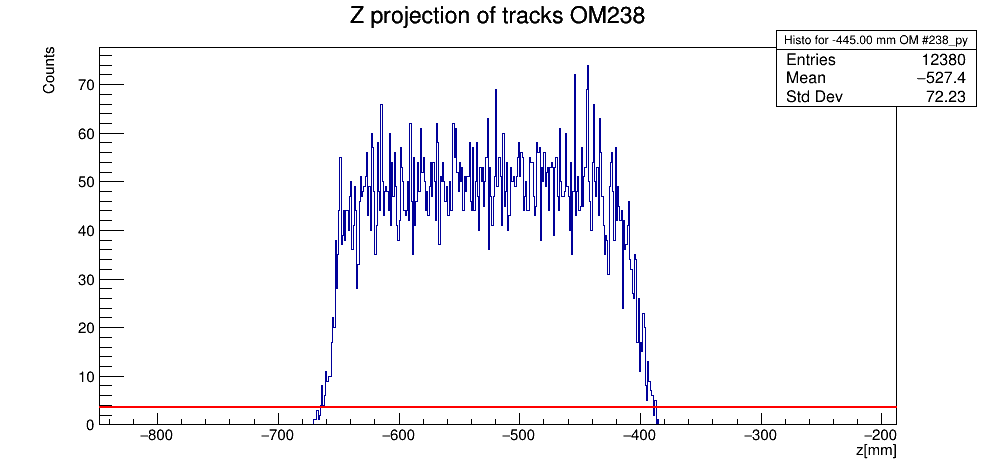 Z projection of tracks OM238
Histo for -445.00 mm OM #238_py
Entries 12380
Mean −527.4
Std Dev 72.23
Counts
70
60
50
40
30
20
10
0
−800 −700 −600 −500 −400 −300 −200
z[mm]